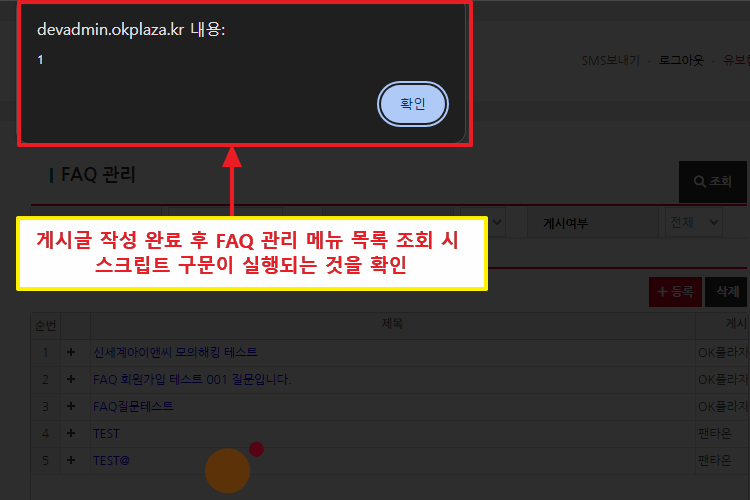 devadmin.okplaza.kr 내용:
1
확인
SMS보내기 · 로그아웃 · 유보
FAQ 관리
조회
게시여부 전체
게시글 작성 완료 후 FAQ 관리 메뉴 목록 조회 시
스크립트 구문이 실행되는 것을 확인
+ 등록 삭제
순번 제목 게시
1 + 신세계아이앤씨 모의해킹 테스트 OK플라자
2 + FAQ 회원가입 테스트 001 질문입니다. OK플라자
3 + FAQ질문테스트 OK플라자
4 + TEST 팬타온
5 + TEST@ 팬타온